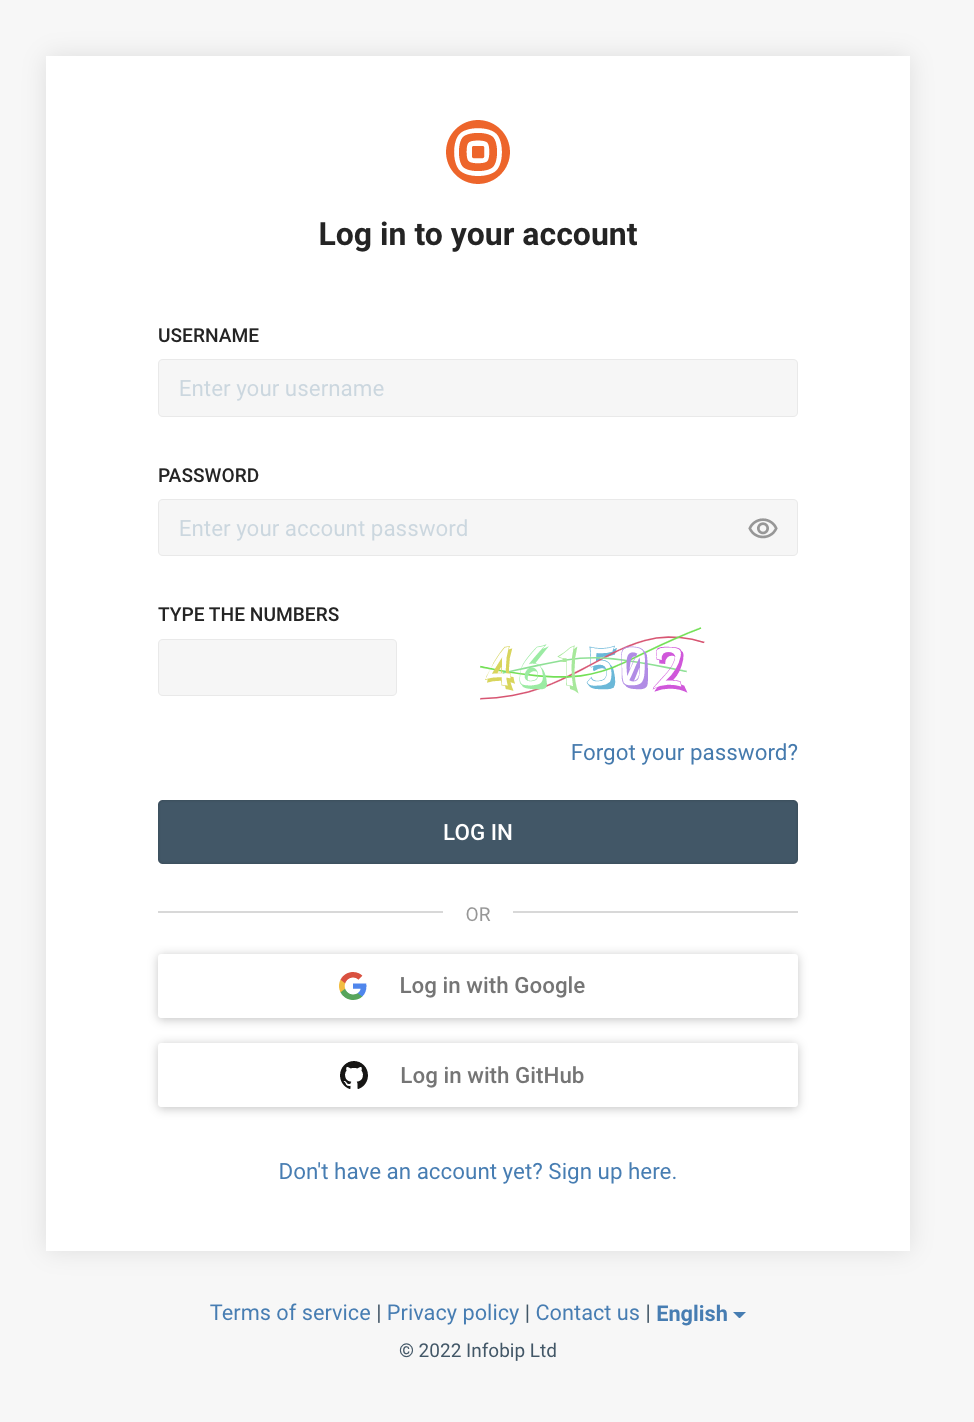 Log in to your account
USERNAME
Enter your username
PASSWORD
Enter your account password
TYPE THE NUMBERS
461502
Forgot your password?
LOG IN
OR
Log in with Google
Log in with GitHub
Don't have an account yet? Sign up here.
Terms of service | Privacy policy | Contact us | English
© 2022 Infobip Ltd